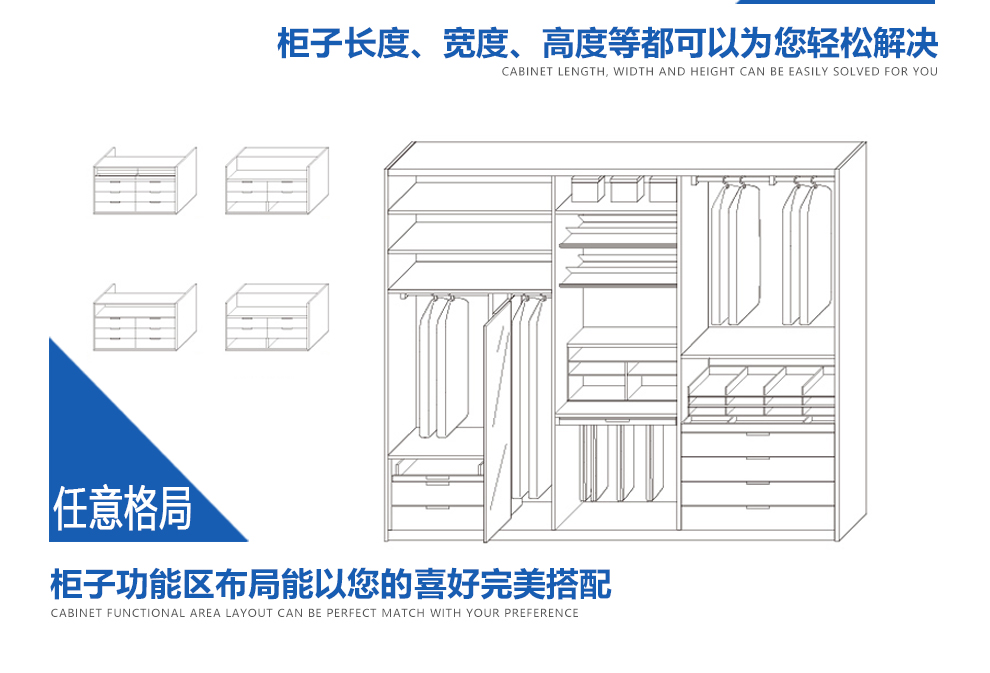 柜子长度、宽度、高度等都可以为您轻松解决
CABINET LENGTH, WIDTH AND HEIGHT CAN BE EASILY SOLVED FOR YOU
任意格局
柜子功能区布局能以您的喜好完美搭配
CABINET FUNCTIONAL AREA LAYOUT CAN BE PERFECT MATCH WITH YOUR PREFERENCE